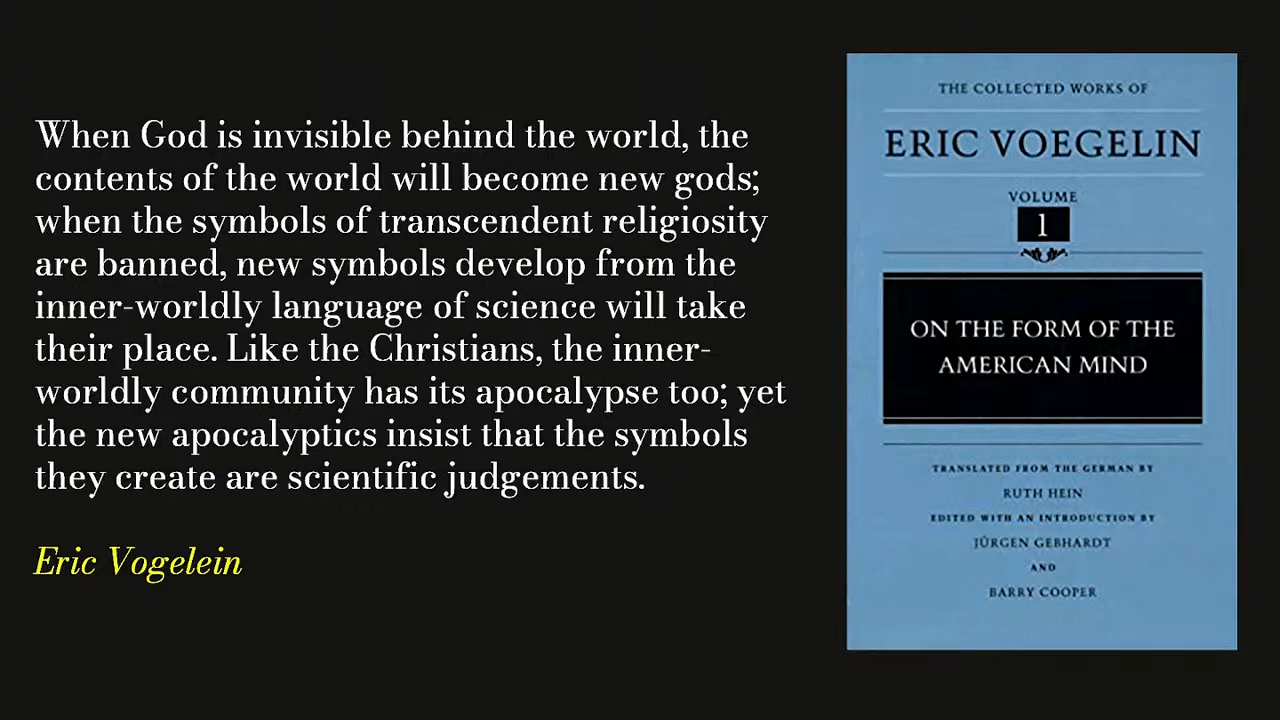 When God is invisible behind the world, the
contents of the world will become new gods;
when the symbols of transcendent religiosity
are banned, new symbols develop from the
inner-worldly language of science will take
their place. Like the Christians, the inner-
worldly community has its apocalypse too; yet
the new apocalyptics insist that the symbols
they create are scientific judgements.
Eric Vogelein
THE COLLECTED WORKS OF
ERIC VOEGELIN
VOLUME
1
ON THE FORM OF THE
AMERICAN MIND
TRANSLATED FROM THE GERMAN BY
RUTH HEIN
EDITED WITH AN INTRODUCTION BY
JÜRGEN GEBHARDT
AND
BARRY COOPER